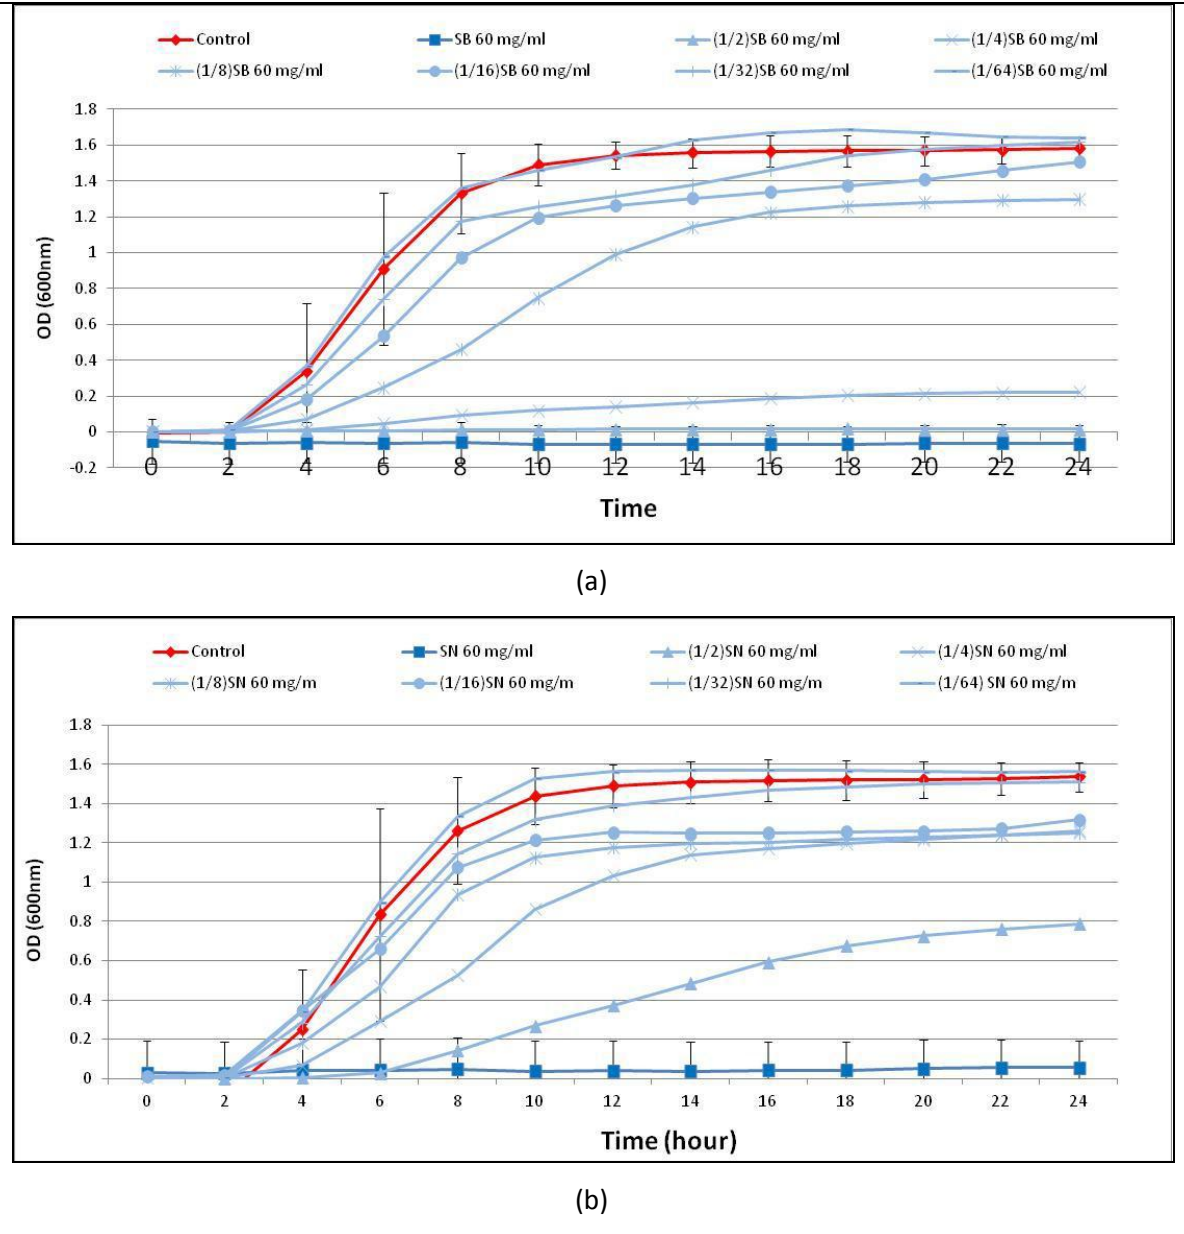 Control SB 60 mg/ml (1/2)SB 60 mg/ml (1/4)SB 60 mg/ml
(1/8)SB 60 mg/ml (1/16)SB 60 mg/ml (1/32)SB 60 mg/ml (1/64)SB 60 mg/ml
1.8
1.6
1.4
1.2
1
0.8
0.6
0.4
0.2
0
-0.2
OD (600nm)
0 2 4 6 8 10 12 14 16 18 20 22 24
Time
(a)
Control SN 60 mg/ml (1/2)SN 60 mg/ml (1/4)SN 60 mg/ml
(1/8)SN 60 mg/m (1/16)SN 60 mg/m (1/32)SN 60 mg/m (1/64) SN 60 mg/m
1.8
1.6
1.4
1.2
1
0.8
0.6
0.4
0.2
0
OD (600nm)
0 2 4 6 8 10 12 14 16 18 20 22 24
Time (hour)
(b)